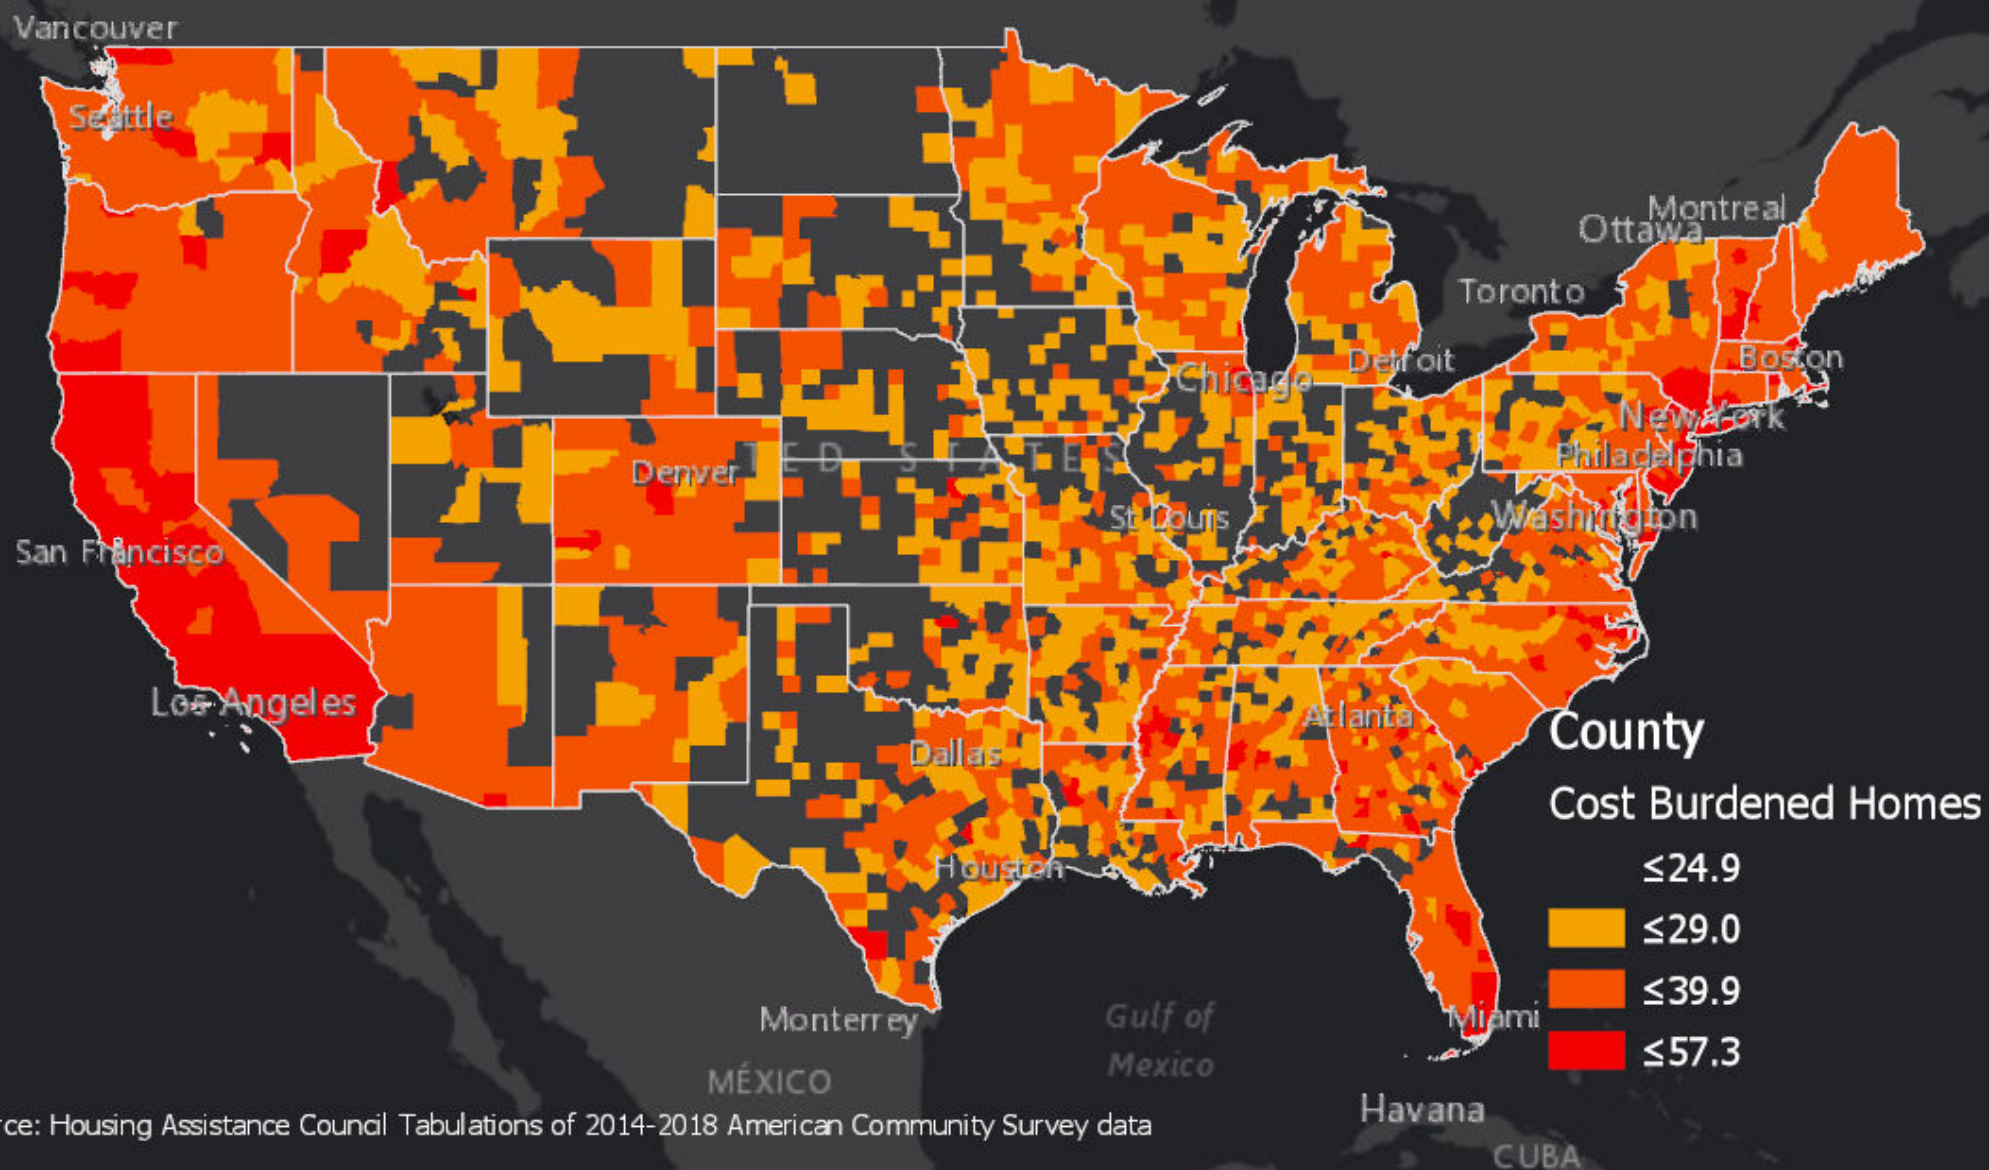 Vancouver
Seattle
Montreal
Ottawa
Toronto
Boston
Detroit
Chicago
New York
TED STATES
Denver
Philadelphia
St Louis
Washington
San Francisco
Los Angeles
Atlanta
Dallas
County
Cost Burdened Homes
Houston
≤24.9
≤29.0
≤39.9
≤57.3
Miami
Monterrey
Gulf of
Mexico
MÉXICO
Havana
rce: Housing Assistance Council Tabulations of 2014-2018 American Community Survey data
CUBA